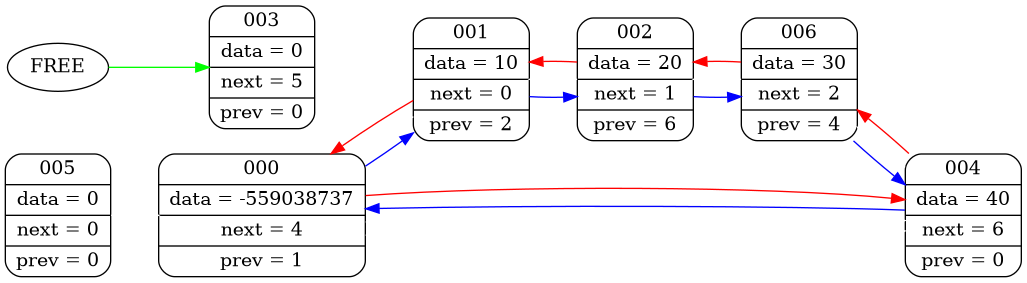 FREE
003
data = 0
next = 5
prev = 0
001
data = 10
next = 0
prev = 2
002
data = 20
next = 1
prev = 6
006
data = 30
next = 2
prev = 4
005
data = 0
next = 0
prev = 0
000
data = -559038737
next = 4
prev = 1
004
data = 40
next = 6
prev = 0